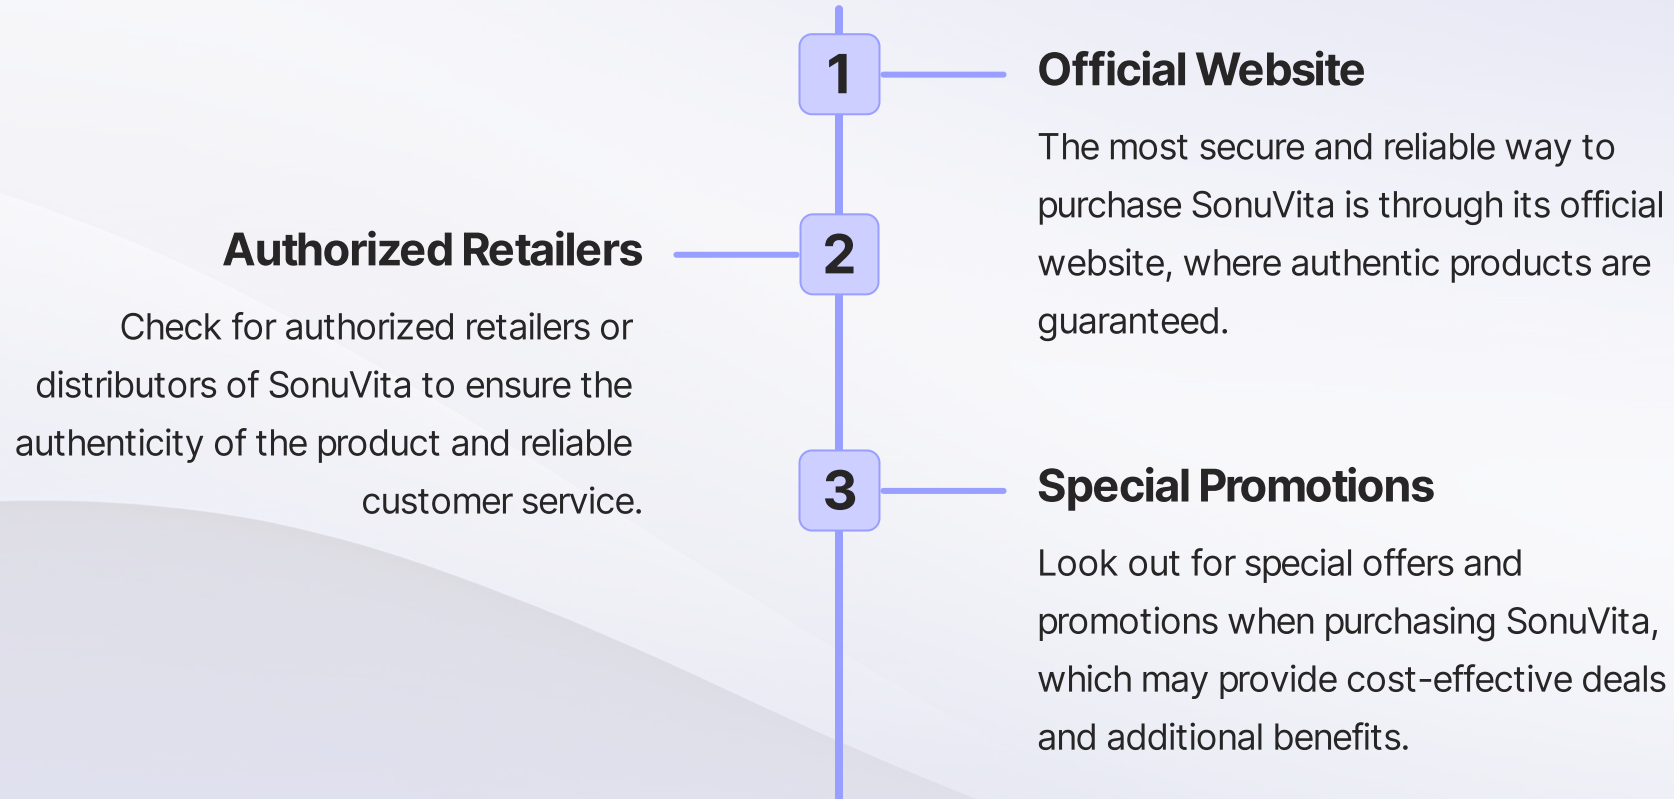 1
Official Website
The most secure and reliable way to
purchase SonuVita is through its official
website, where authentic products are
guaranteed.
2
Authorized Retailers
Check for authorized retailers or
distributors of SonuVita to ensure the
authenticity of the product and reliable
customer service.
3
Special Promotions
Look out for special offers and
promotions when purchasing SonuVita,
which may provide cost-effective deals
and additional benefits.